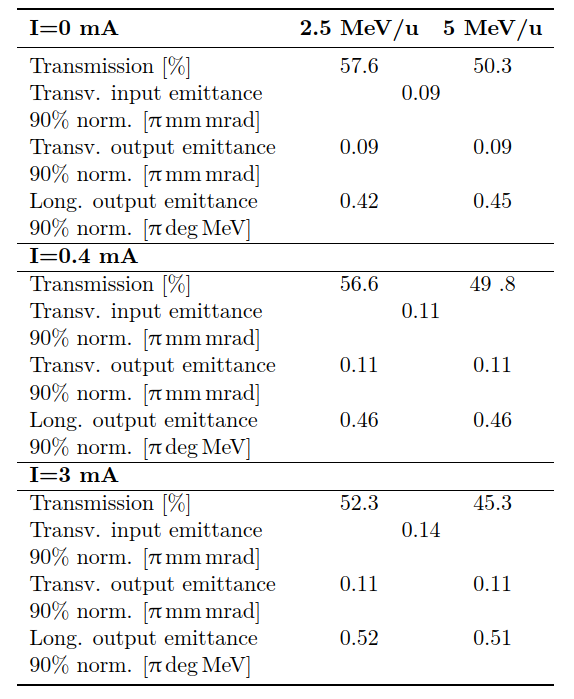 I=0 mA 2.5 MeV/u 5 MeV/u
Transmission [%] 57.6 50.3
Transv. input emittance 0.09
90% norm. [π mm mrad]
Transv. output emittance 0.09 0.09
90% norm. [π mm mrad]
Long. output emittance 0.42 0.45
90% norm. [π deg MeV]
I=0.4 mA
Transmission [%] 56.6 49 .8
Transv. input emittance 0.11
90% norm. [π mm mrad]
Transv. output emittance 0.11 0.11
90% norm. [π mm mrad]
Long. output emittance 0.46 0.46
90% norm. [π deg MeV]
I=3 mA
Transmission [%] 52.3 45.3
Transv. input emittance 0.14
90% norm. [π mm mrad]
Transv. output emittance 0.11 0.11
90% norm. [π mm mrad]
Long. output emittance 0.52 0.51
90% norm. [π deg MeV]